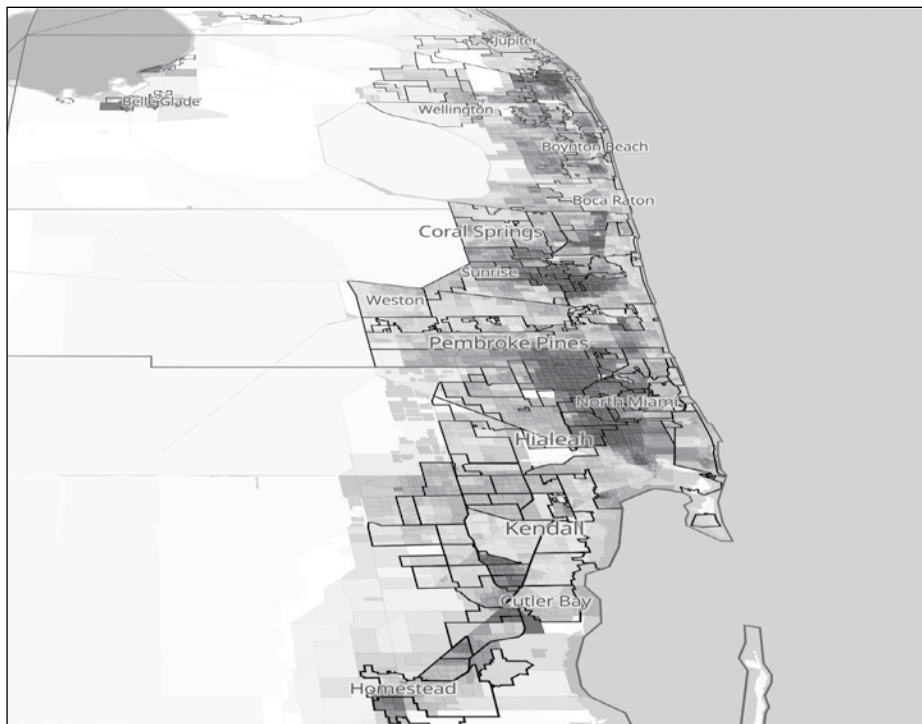 Jupiter
Belle Glade
Wellington
Boynton Beach
Boca Raton
Coral Springs
Sunrise
Weston
Pembroke Pines
North Miami
Hialeah
Kendall
Cutler Bay
Homestead